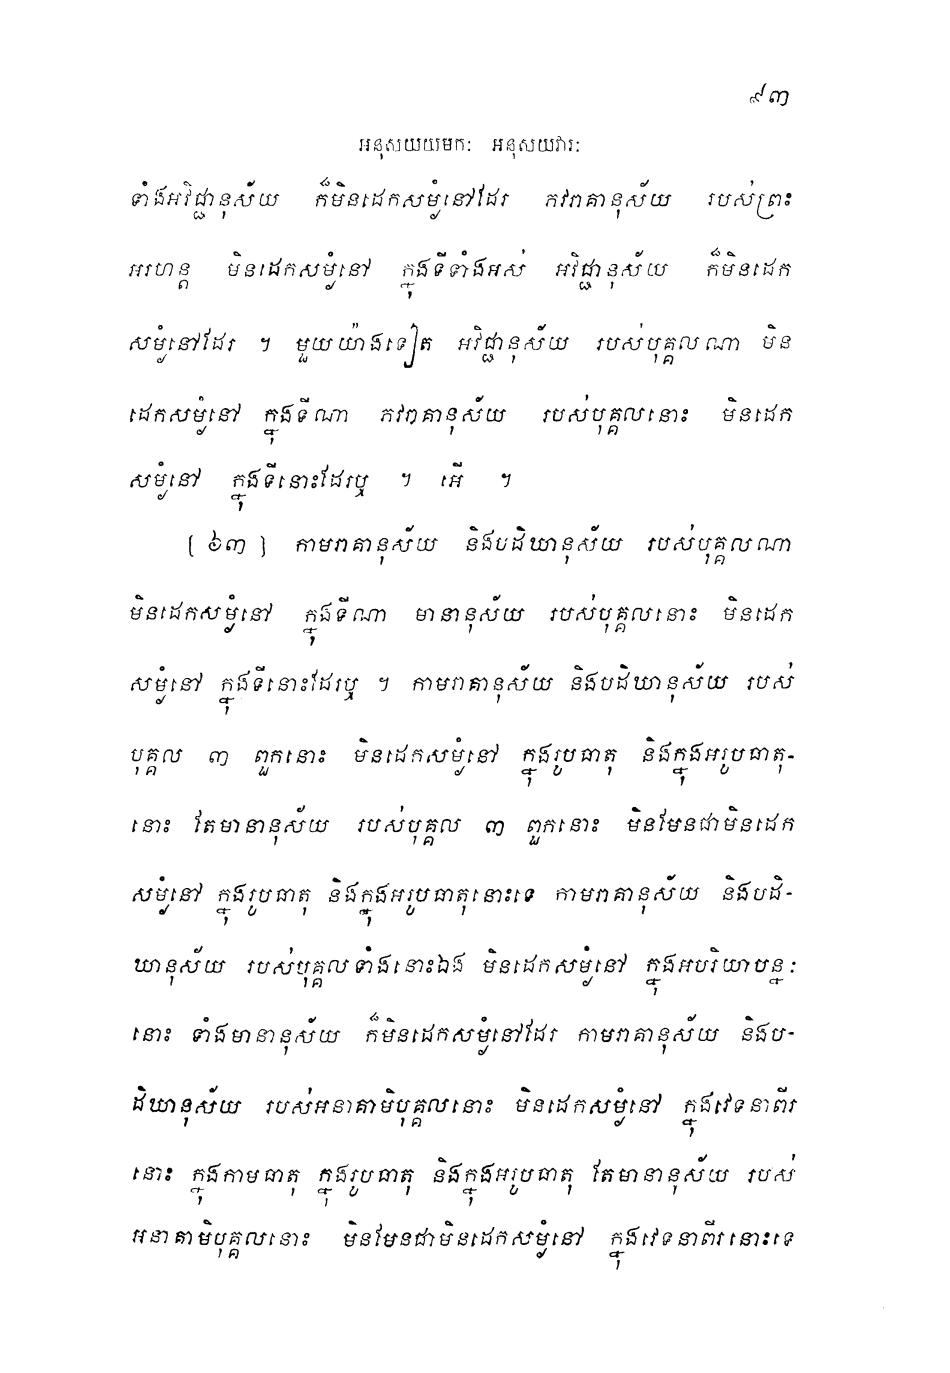 ៩៣
អនុសយយមកៈ អនុសយវារៈ
ទាំងអវិជ្ជានុស័យ ក៏មិនដេកសម្ងំនៅដែរ ភវរាគានុស័យ របស់ព្រះ
អរហន្ត មិនដេកសម្ងំនៅ ក្នុងទីទាំងអស់ អវិជ្ជានុស័យ ក៏មិនដេក
សម្ងំនៅដែរ ។ មួយយ៉ាងទៀត អវិជ្ជានុស័យ របស់បុគ្គលណា មិន
ដេកសម្ងំនៅ ក្នុងទីណា ភវរាគានុស័យ របស់បុគ្គលនោះ មិនដេក
សម្ងំនៅ ក្នុងទីនោះដែរឬ ។ អើ ។
[ ៦៣ ] កាមរាគានុស័យ និងបដិឃានុស័យ របស់បុគ្គលណា
មិនដេកសម្ងំនៅ ក្នុងទីណា មានានុស័យ របស់បុគ្គលនោះ មិនដេក
សម្ងំនៅ ក្នុងទីនោះដែរឬ ។ កាមរាគានុស័យ និងបដិឃានុស័យ របស់
បុគ្គល ៣ ពួកនោះ មិនដេកសម្ងំនៅ ក្នុងរូបធាតុ និងក្នុងអរូបធាតុ-
នោះ តែមានានុស័យ របស់បុគ្គល ៣ ពួកនោះ មិនមែនជាមិនដេក
សម្ងំនៅ ក្នុងរូបធាតុ និងក្នុងអរូបធាតុនោះទេ កាមរាគានុស័យ និងបដិ-
ឃានុស័យ របស់បុគ្គលទាំងនោះឯង មិនដេកសម្ងំនៅ ក្នុងអបរិយាបន្នៈ
នោះ ទាំងមានានុស័យ ក៏មិនដេកសម្ងំនៅដែរ កាមរាគានុស័យ និងប-
ដិឃានុស័យ របស់អនាគាមិបុគ្គលនោះ មិនដេកសម្ងំនៅ ក្នុងវេទនាពីរ
នោះ ក្នុងកាមធាតុ ក្នុងរូបធាតុ និងក្នុងអរូបធាតុ តែមានានុស័យ របស់
អនាគាមិបុគ្គលនោះ មិនមែនជាមិនដេកសម្ងំនៅ ក្នុងវេទនាពីរនោះទេ